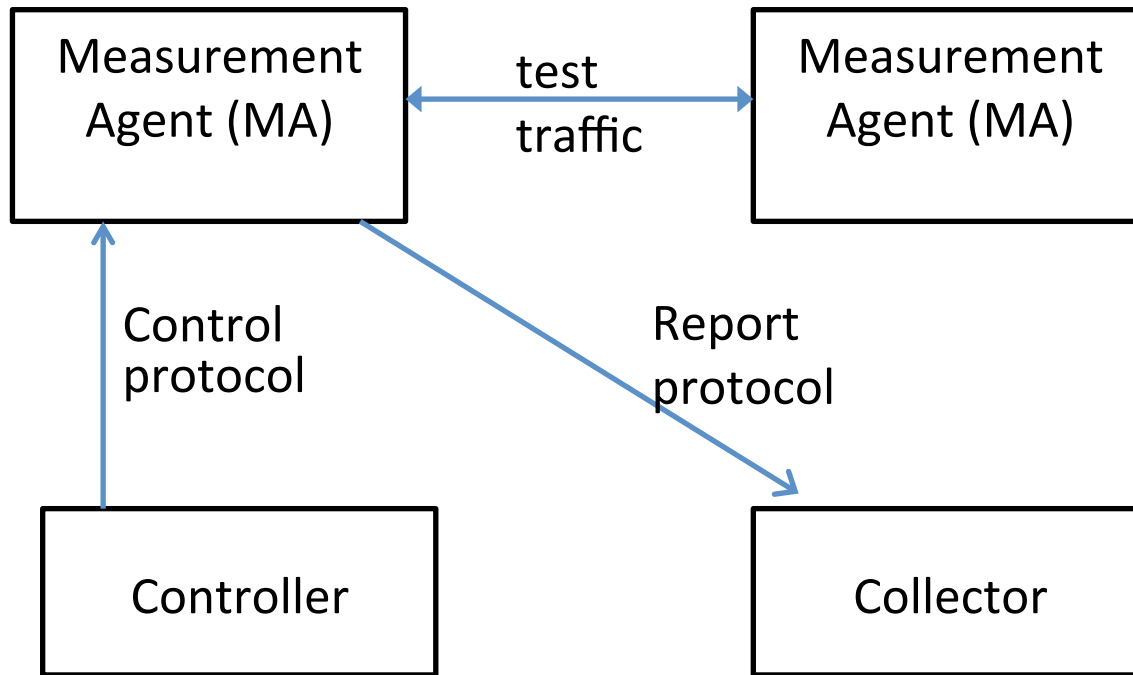 Measurement
Agent (MA)
test
traffic
Measurement
Agent (MA)
Control
protocol
Report
protocol
Controller
Collector